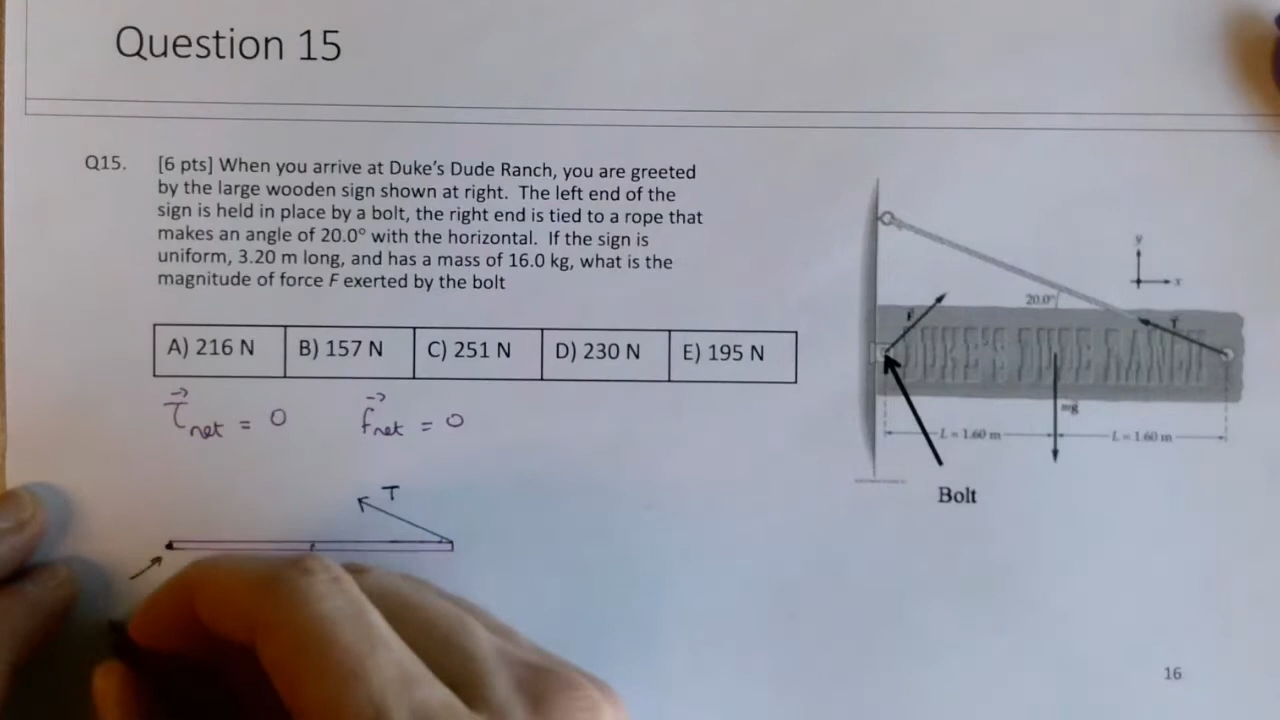 Question 15
Q15. [6 pts] When you arrive at Duke's Dude Ranch, you are greeted
by the large wooden sign shown at right. The left end of the
sign is held in place by a bolt, the right end is tied to a rope that
makes an angle of 20.0° with the horizontal. If the sign is
uniform, 3.20 m long, and has a mass of 16.0 kg, what is the
magnitude of force F exerted by the bolt
A) 216 N B) 157 N C) 251 N D) 230 N E) 195 N
τ⃗net = 0 F⃗net = 0
T
y
x
20.0°
F
T
DUKE'S DUDE RANCH
mg⃗
L = 1.60 m L = 1.60 m
Bolt
16